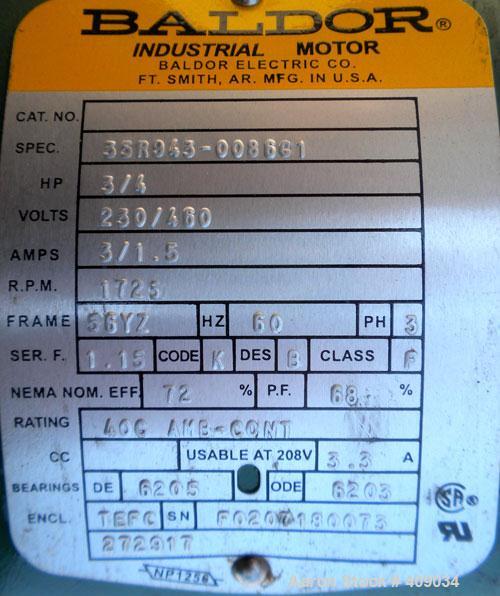 BALDOR®
INDUSTRIAL MOTOR
BALDOR ELECTRIC CO.
FT. SMITH, AR. MFG. IN U.S.A.
CAT. NO.
SPEC. 35R943-0086G1
HP 3/4
VOLTS 230/460
AMPS 3/1.5
R.P.M. 1725
FRAME 56YZ HZ 60 PH 3
SER. F. 1.15 CODE K DES B CLASS F
NEMA NOM. EFF. 72 % P.F. 68 %
RATING 40C AMB-CONT
CC USABLE AT 208V 3.3 A
BEARINGS DE 6205 ODE 6203
ENCL. TEFC SN F0207180073
272917
NP1256
Aaron Stock # 409034